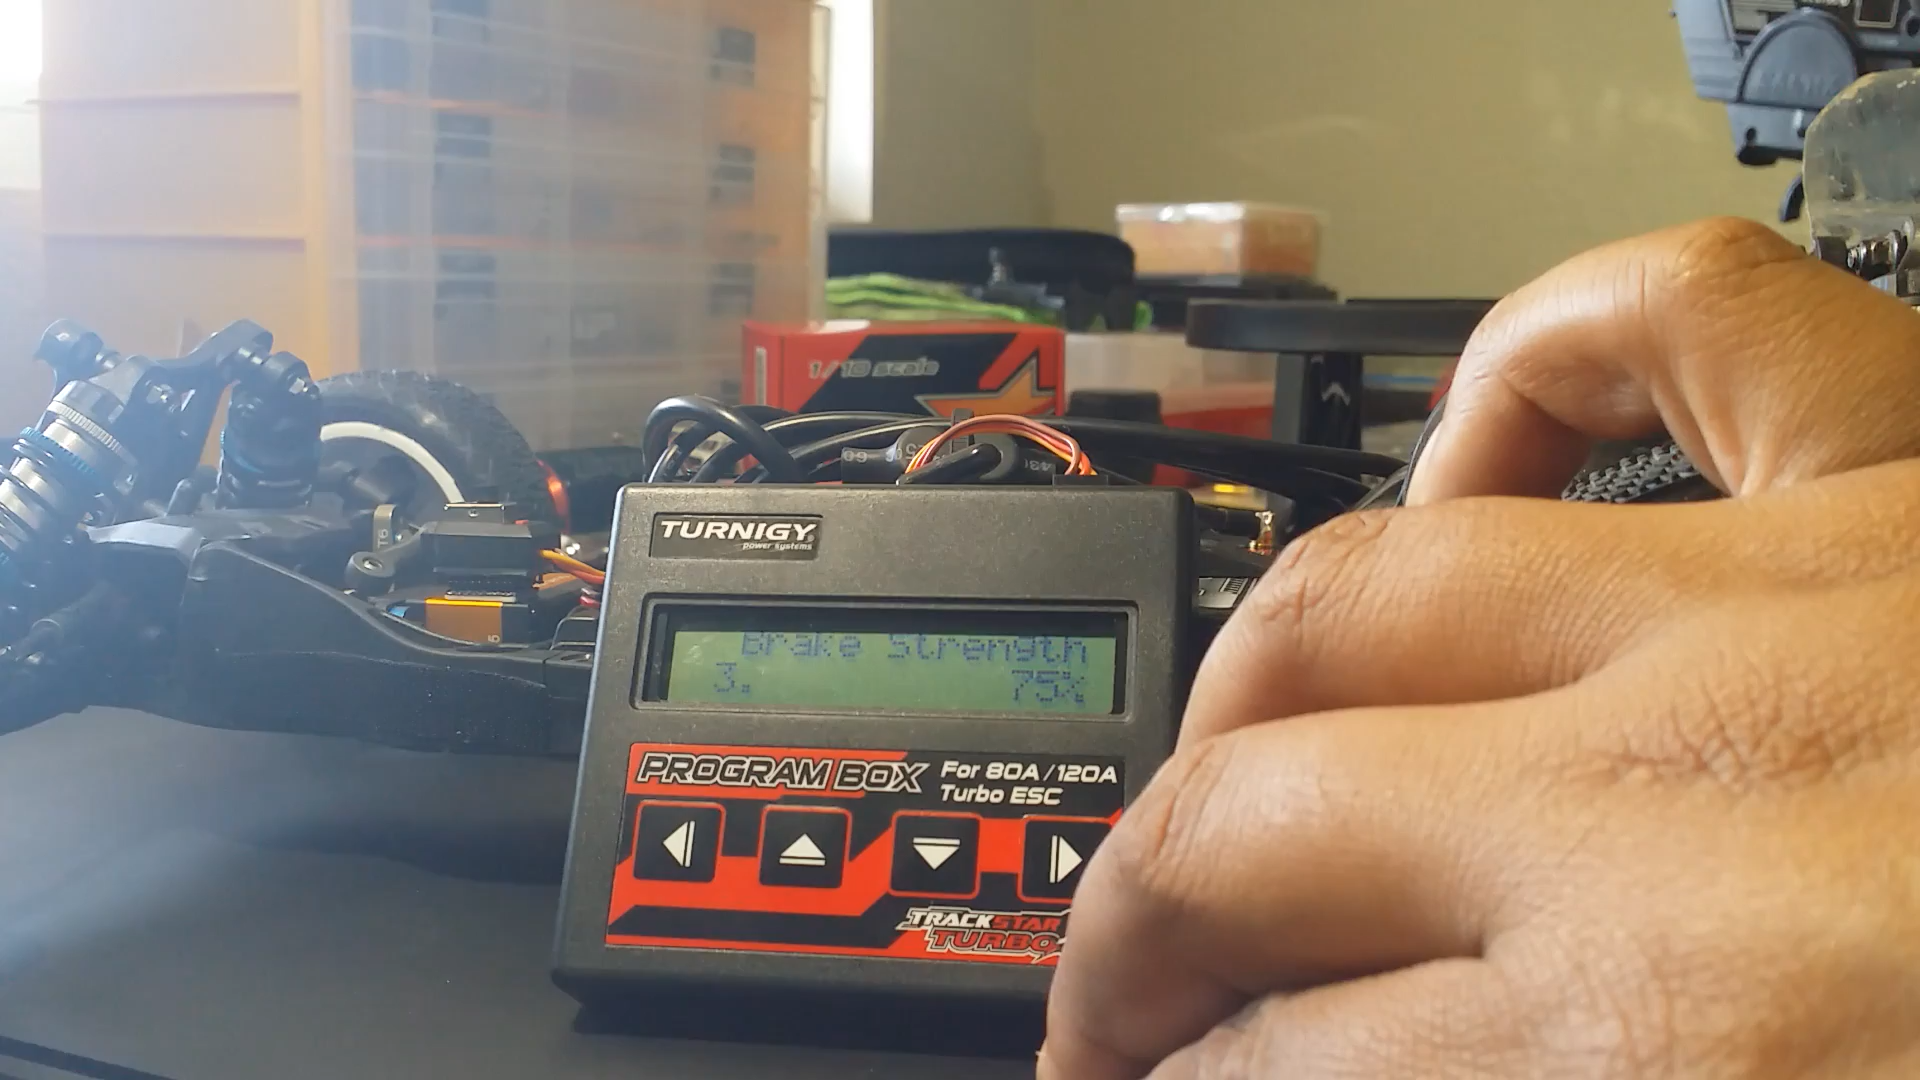 1/10 scale
TURNIGY
power systems
Brake Strength
3. 75%
PROGRAM BOX
For 80A/120A
Turbo ESC
TRACKSTAR
TURBO